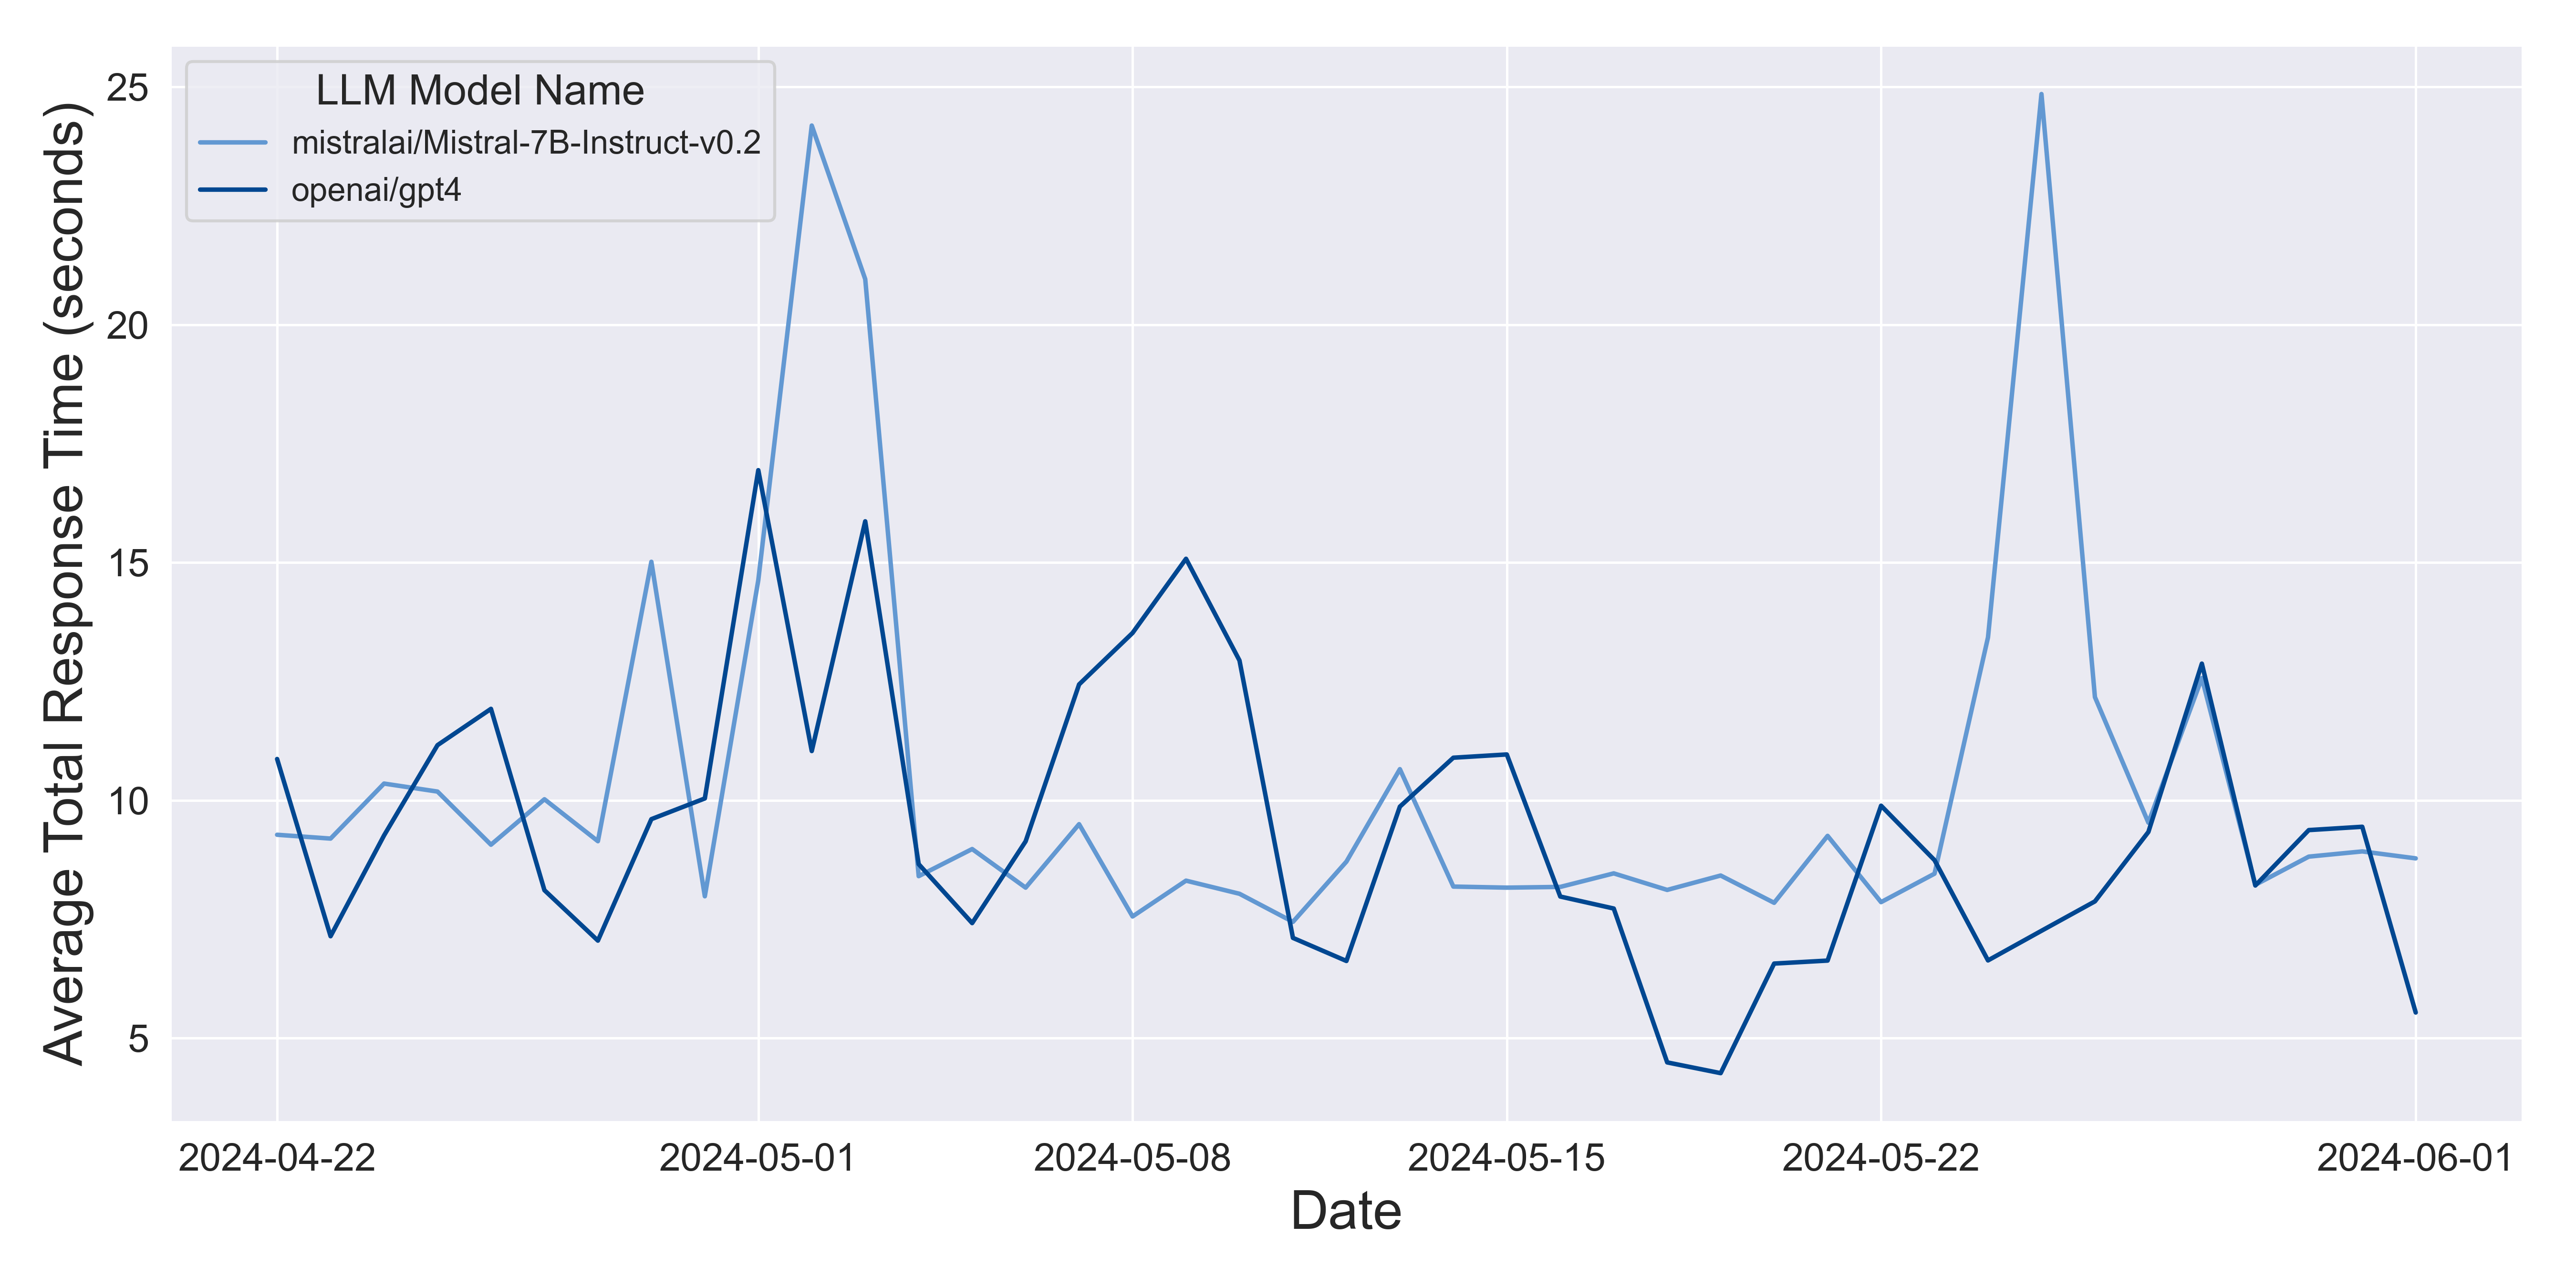 LLM Model Name
mistralai/Mistral-7B-Instruct-v0.2
openai/gpt4
Average Total Response Time (seconds)
25
20
15
10
5
2024-04-22
2024-05-01
2024-05-08
2024-05-15
2024-05-22
2024-06-01
Date